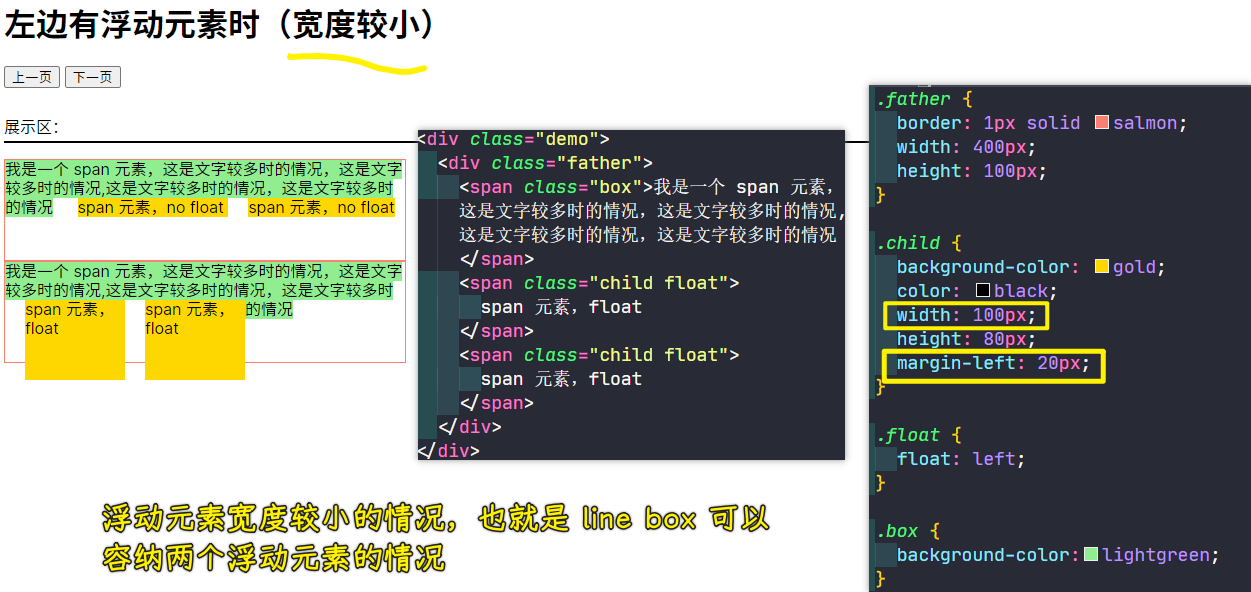 左边有浮动元素时（宽度较小）
上一页 下一页
展示区：
我是一个 span 元素，这是文字较多时的情况，这是文字
较多时的情况,这是文字较多时的情况，这是文字较多时
的情况 span 元素，no float span 元素，no float
我是一个 span 元素，这是文字较多时的情况，这是文字
较多时的情况,这是文字较多时的情况，这是文字较多时
span 元素， span 元素， 的情况
float float
<div class="demo">
<div class="father">
<span class="box">我是一个 span 元素，
这是文字较多时的情况，这是文字较多时的情况,
这是文字较多时的情况，这是文字较多时的情况
</span>
<span class="child float">
span 元素，float
</span>
<span class="child float">
span 元素，float
</span>
</div>
</div>
.father {
border: 1px solid salmon;
width: 400px;
height: 100px;
}
.child {
background-color: gold;
color: black;
width: 100px;
height: 80px;
margin-left: 20px;
}
.float {
float: left;
}
.box {
background-color: lightgreen;
}
浮动元素宽度较小的情况，也就是 line box 可以
容纳两个浮动元素的情况